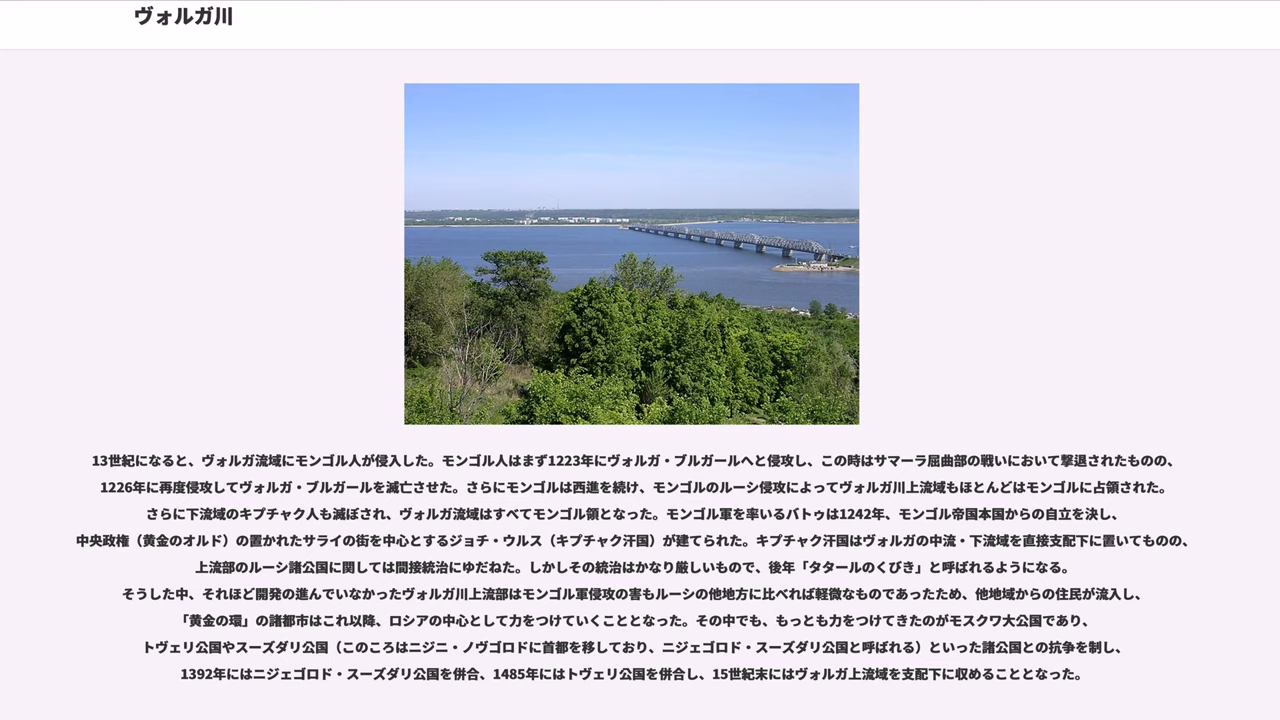 ヴォルガ川
13世紀になると、ヴォルガ流域にモンゴル人が侵入した。モンゴル人はまず1223年にヴォルガ・ブルガールへと侵攻し、この時はサマーラ屈曲部の戦いにおいて撃退されたものの、
1226年に再度侵攻してヴォルガ・ブルガールを滅亡させた。さらにモンゴルは西進を続け、モンゴルのルーシ侵攻によってヴォルガ川上流域もほとんどはモンゴルに占領された。
さらに下流域のキプチャク人も滅ぼされ、ヴォルガ流域はすべてモンゴル領となった。モンゴル軍を率いるバトゥは1242年、モンゴル帝国本国からの自立を決し、
中央政権（黄金のオルド）の置かれたサライの街を中心とするジョチ・ウルス（キプチャク汗国）が建てられた。キプチャク汗国はヴォルガの中流・下流域を直接支配下に置いてものの、
上流部のルーシ諸公国に関しては間接統治にゆだねた。しかしその統治はかなり厳しいもので、後年「タタールのくびき」と呼ばれるようになる。
そうした中、それほど開発の進んでいなかったヴォルガ川上流部はモンゴル軍侵攻の害もルーシの他地方に比べれば軽微なものであったため、他地域からの住民が流入し、
「黄金の環」の諸都市はこれ以降、ロシアの中心として力をつけていくこととなった。その中でも、もっとも力をつけてきたのがモスクワ大公国であり、
トヴェリ公国やスーズダリ公国（このころはニジニ・ノヴゴロドに首都を移しており、ニジェゴロド・スーズダリ公国と呼ばれる）といった諸公国との抗争を制し、
1392年にはニジェゴロド・スーズダリ公国を併合、1485年にはトヴェリ公国を併合し、15世紀末にはヴォルガ上流域を支配下に収めることとなった。